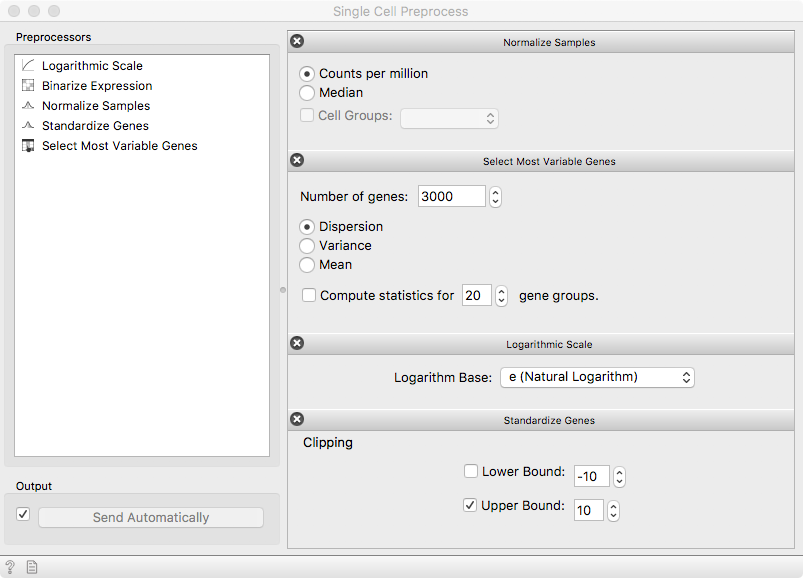 Single Cell Preprocess
Preprocessors
Logarithmic Scale
Binarize Expression
Normalize Samples
Standardize Genes
Select Most Variable Genes
Output
Send Automatically
Normalize Samples
Counts per million
Median
Cell Groups:
Select Most Variable Genes
Number of genes: 3000
Dispersion
Variance
Mean
Compute statistics for 20 gene groups.
Logarithmic Scale
Logarithm Base: e (Natural Logarithm)
Standardize Genes
Clipping
Lower Bound: -10
Upper Bound: 10
?